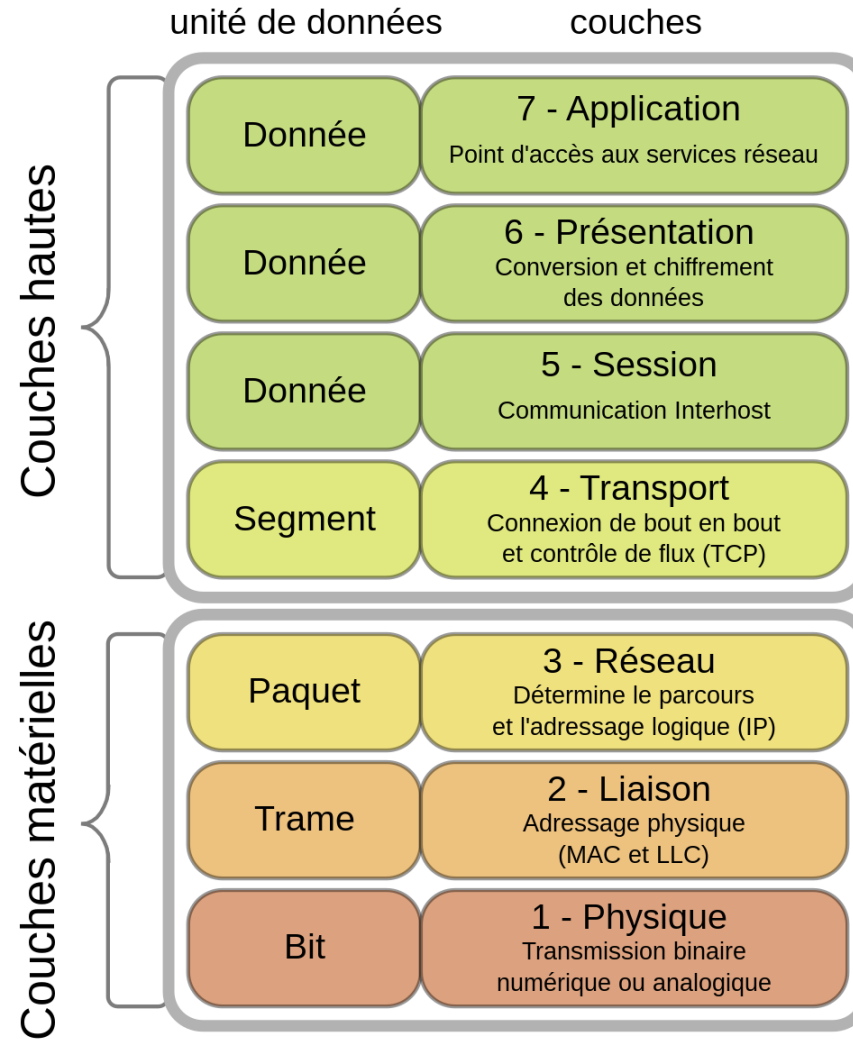 unité de données
couches
Couches hautes
Donnée
7 - Application
Point d'accès aux services réseau
Donnée
6 - Présentation
Conversion et chiffrement
des données
Donnée
5 - Session
Communication Interhost
Segment
4 - Transport
Connexion de bout en bout
et contrôle de flux (TCP)
Couches matérielles
Paquet
3 - Réseau
Détermine le parcours
et l'adressage logique (IP)
Trame
2 - Liaison
Adressage physique
(MAC et LLC)
Bit
1 - Physique
Transmission binaire
numérique ou analogique